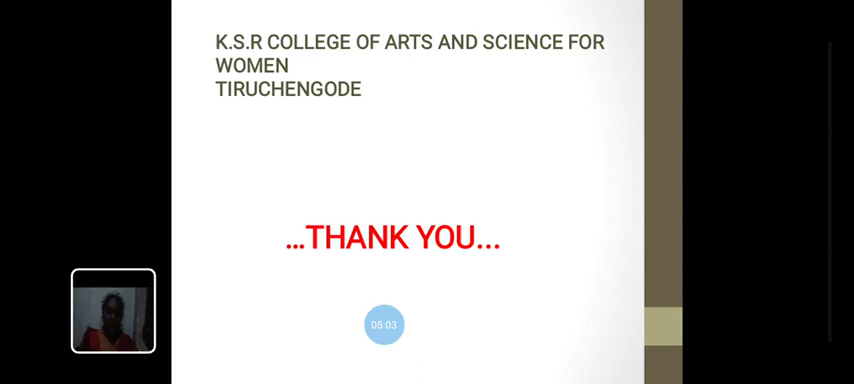 K.S.R COLLEGE OF ARTS AND SCIENCE FOR
WOMEN
TIRUCHENGODE
...THANK YOU...
05:03